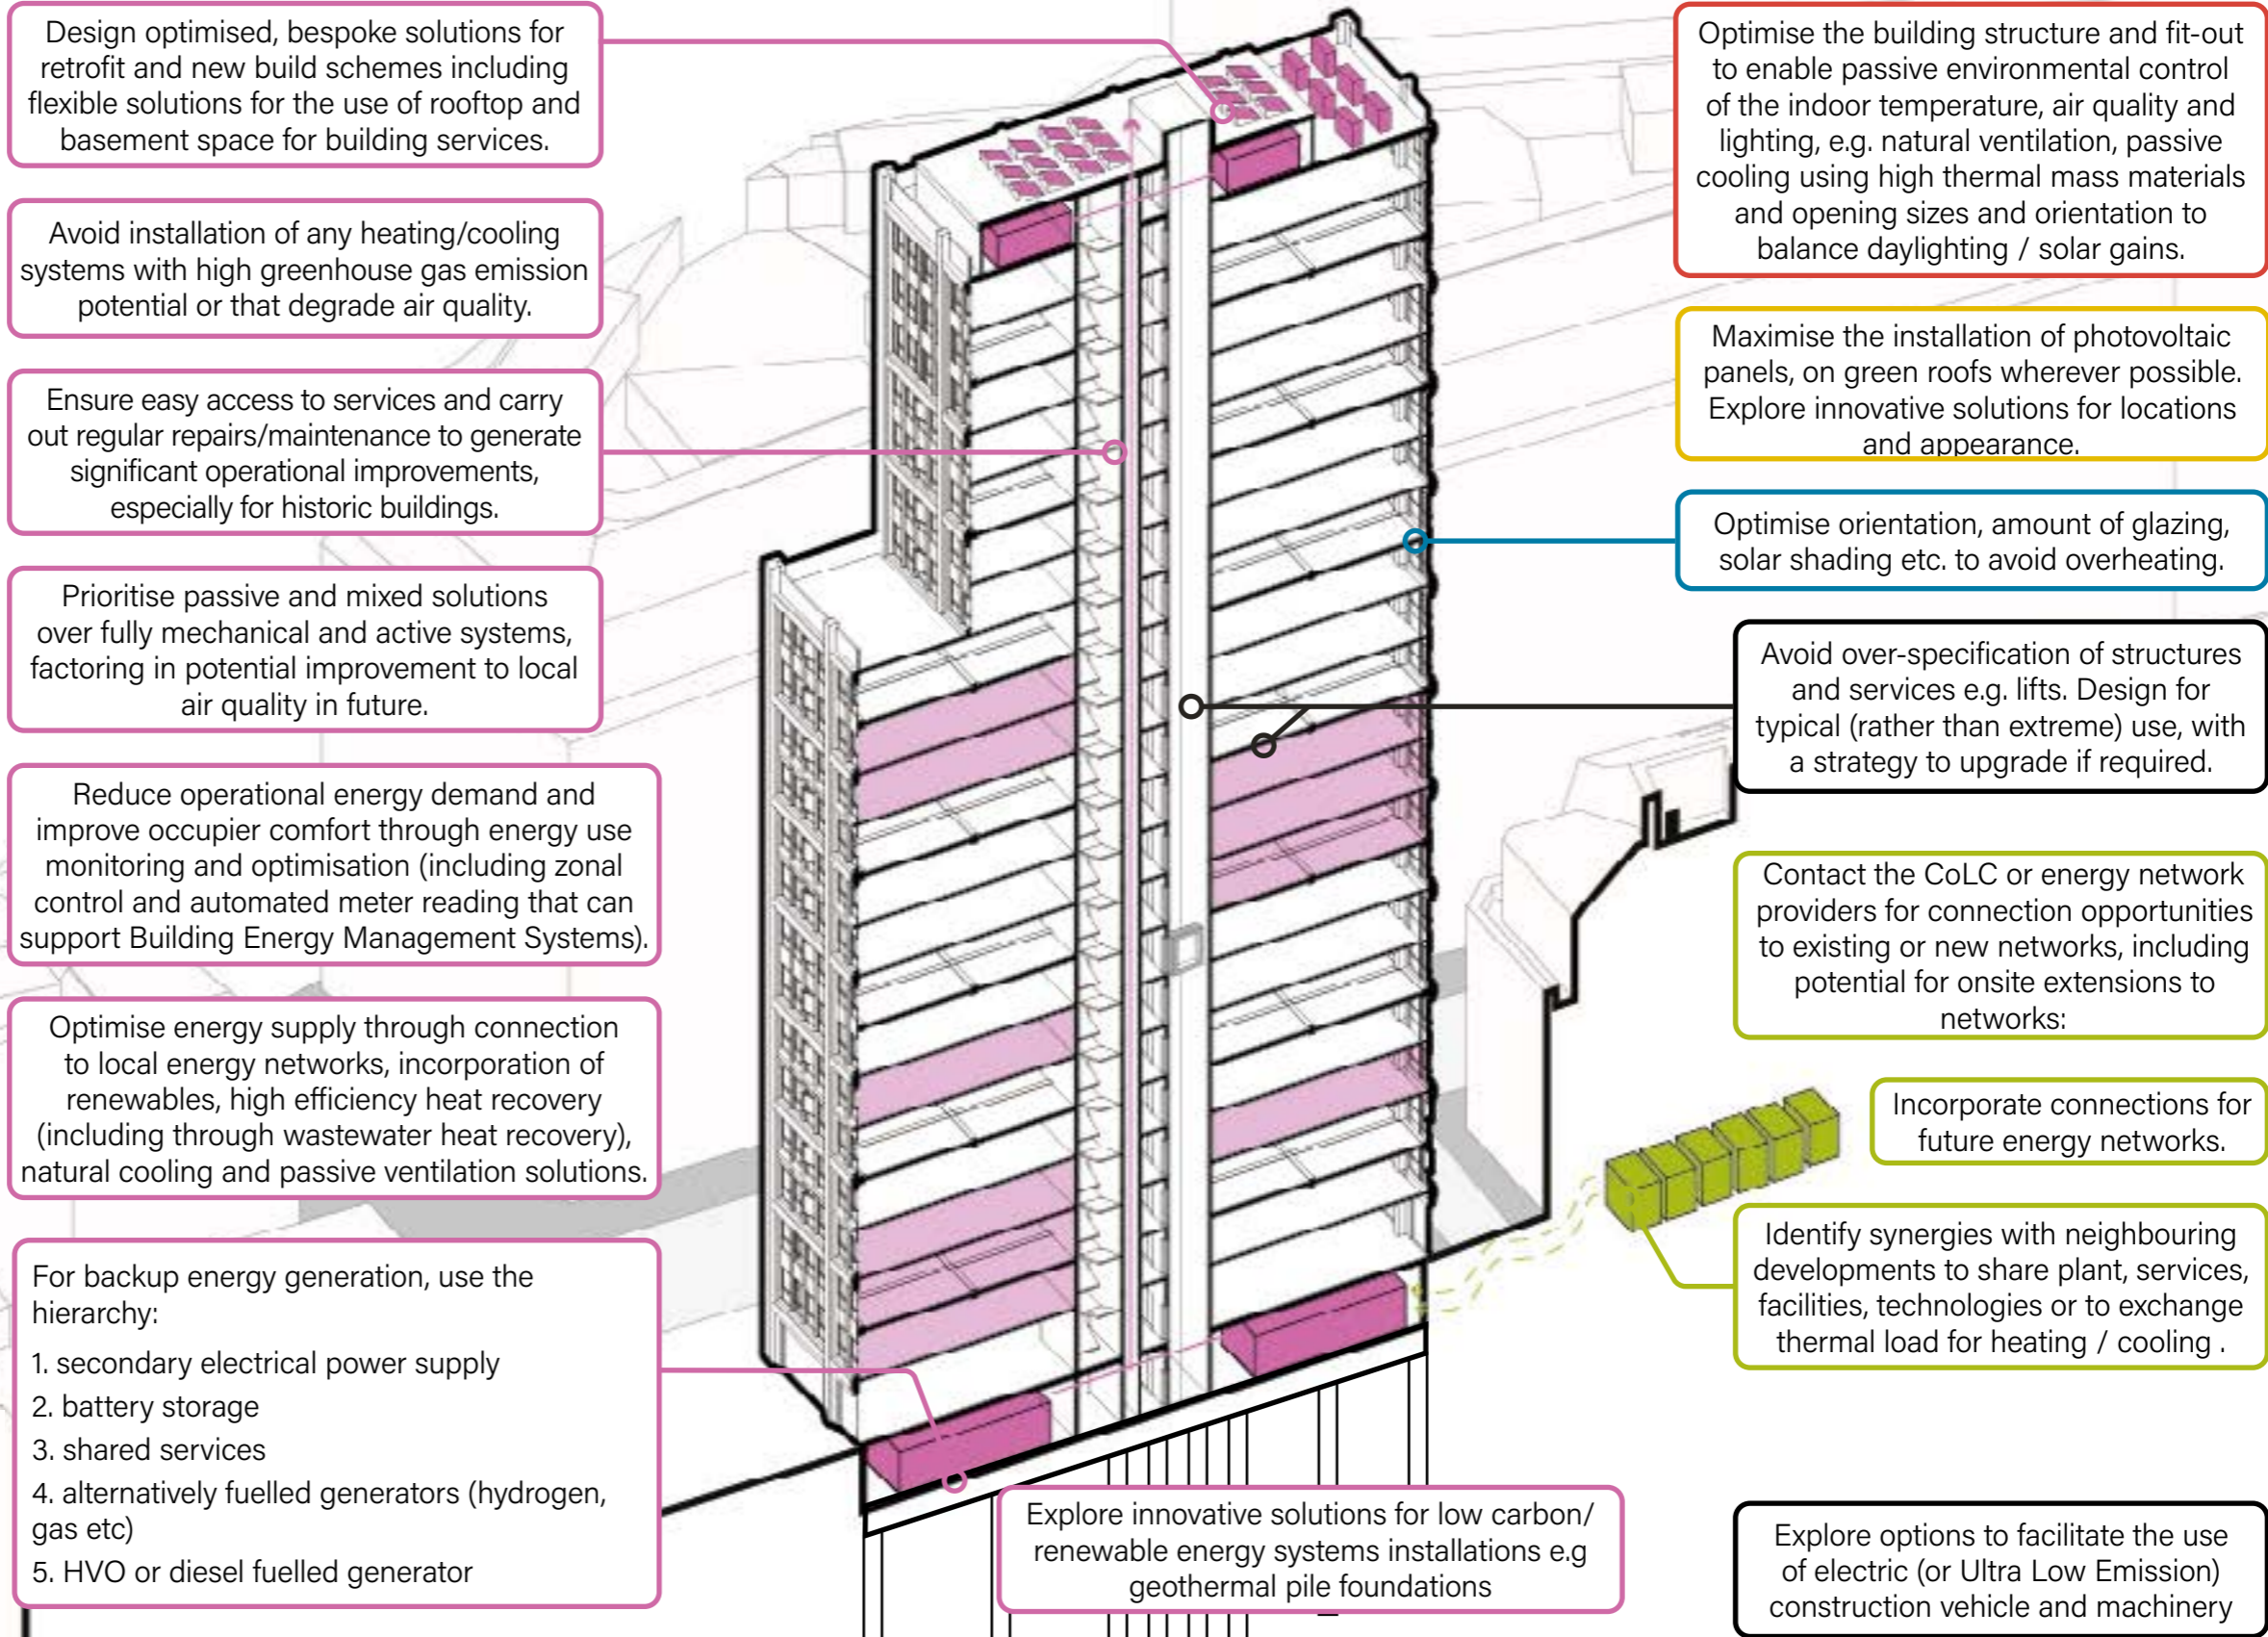 Design optimised, bespoke solutions for
retrofit and new build schemes including
flexible solutions for the use of rooftop and
basement space for building services.
Avoid installation of any heating/cooling
systems with high greenhouse gas emission
potential or that degrade air quality.
Ensure easy access to services and carry
out regular repairs/maintenance to generate
significant operational improvements,
especially for historic buildings.
Prioritise passive and mixed solutions
over fully mechanical and active systems,
factoring in potential improvement to local
air quality in future.
Reduce operational energy demand and
improve occupier comfort through energy use
monitoring and optimisation (including zonal
control and automated meter reading that can
support Building Energy Management Systems).
Optimise energy supply through connection
to local energy networks, incorporation of
renewables, high efficiency heat recovery
(including through wastewater heat recovery),
natural cooling and passive ventilation solutions.
For backup energy generation, use the
hierarchy:
1. secondary electrical power supply
2. battery storage
3. shared services
4. alternatively fuelled generators (hydrogen,
gas etc)
5. HVO or diesel fuelled generator
Explore innovative solutions for low carbon/
renewable energy systems installations e.g
geothermal pile foundations
Optimise the building structure and fit-out
to enable passive environmental control
of the indoor temperature, air quality and
lighting, e.g. natural ventilation, passive
cooling using high thermal mass materials
and opening sizes and orientation to
balance daylighting / solar gains.
Maximise the installation of photovoltaic
panels, on green roofs wherever possible.
Explore innovative solutions for locations
and appearance.
Optimise orientation, amount of glazing,
solar shading etc. to avoid overheating.
Avoid over-specification of structures
and services e.g. lifts. Design for
typical (rather than extreme) use, with
a strategy to upgrade if required.
Contact the CoLC or energy network
providers for connection opportunities
to existing or new networks, including
potential for onsite extensions to
networks:
Incorporate connections for
future energy networks.
Identify synergies with neighbouring
developments to share plant, services,
facilities, technologies or to exchange
thermal load for heating / cooling .
Explore options to facilitate the use
of electric (or Ultra Low Emission)
construction vehicle and machinery